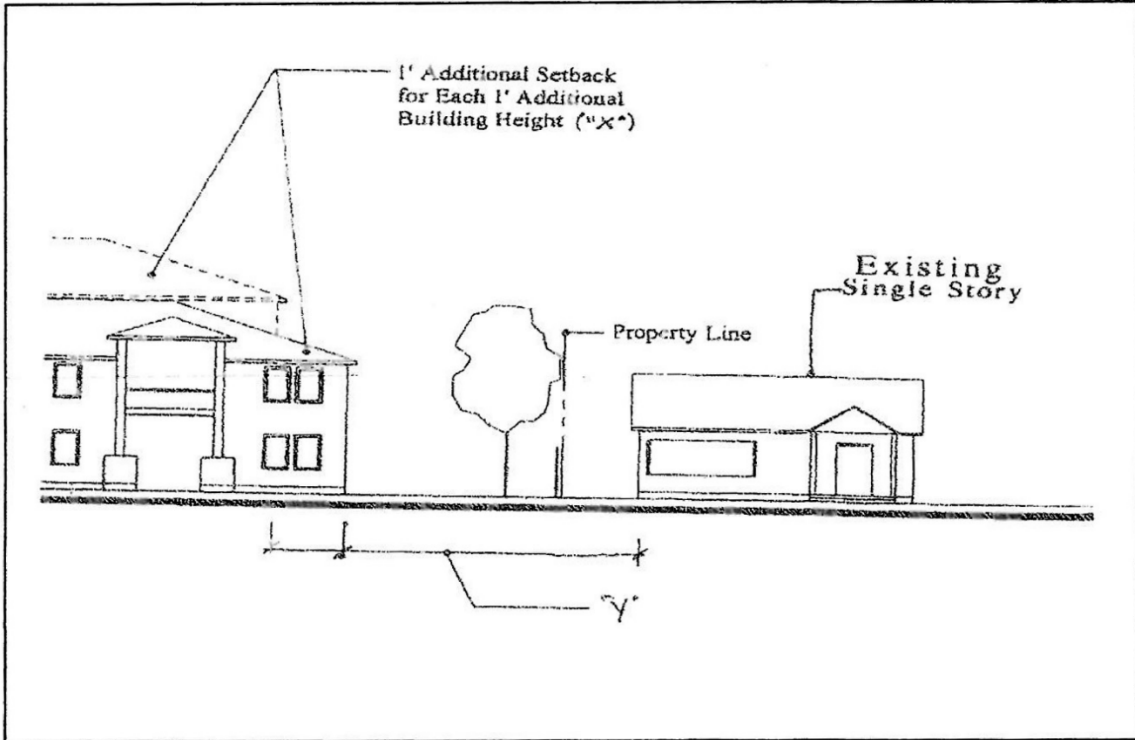 1' Additional Setback
for Each 1' Additional
Building Height ("X")
Existing
Single Story
Property Line
"Y"